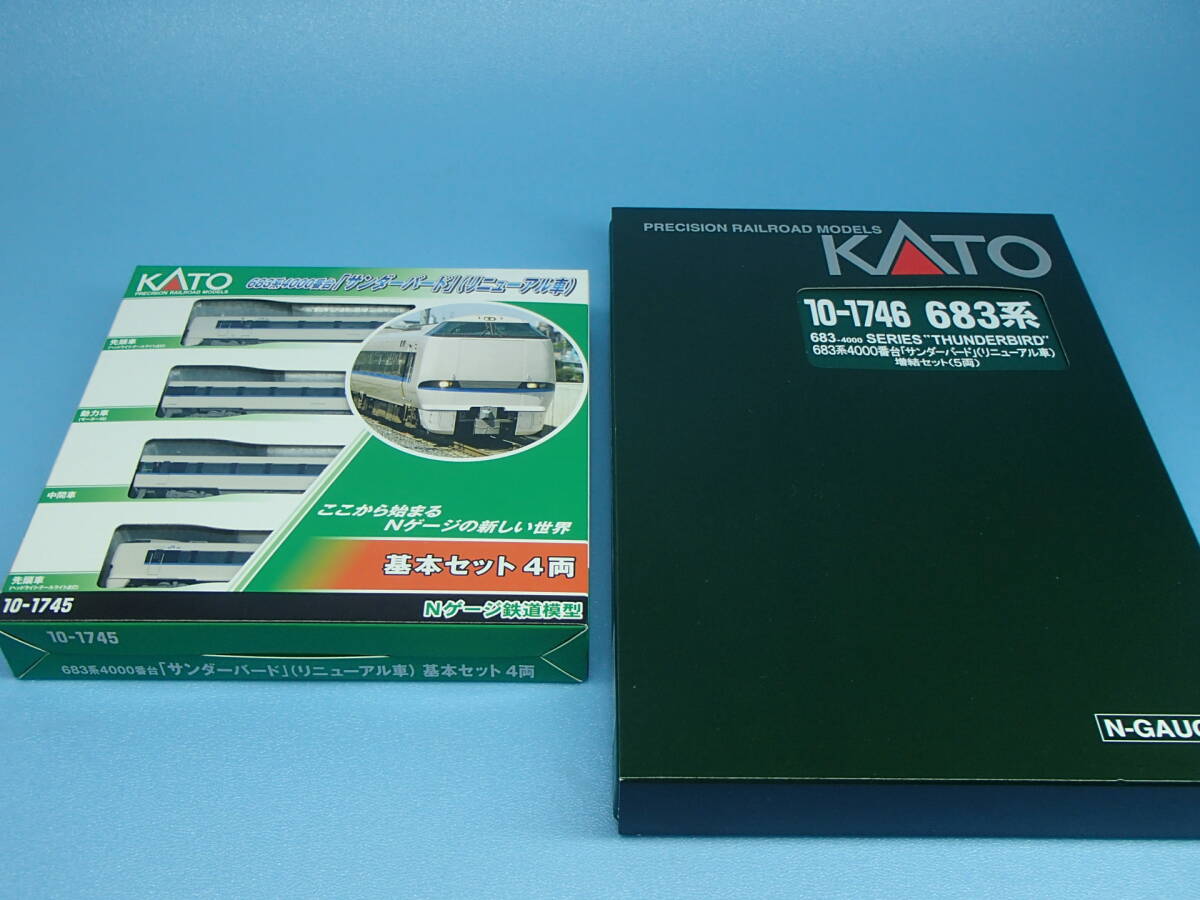 KATO
PRECISION RAILROAD MODELS
683系4000番台「サンダーバード」(リニューアル車)
先頭車
動力車
(モーター付)
中間車
先頭車
ここから始まる
Nゲージの新しい世界
基本セット4両
10-1745
Nゲージ鉄道模型
10-1745
683系4000番台「サンダーバード」(リニューアル車) 基本セット4両
PRECISION RAILROAD MODELS
KATO
10-1746 683系
683-4000 SERIES "THUNDERBIRD"
683系4000番台「サンダーバード」(リニューアル車)
増結セット(5両)
N-GAUG